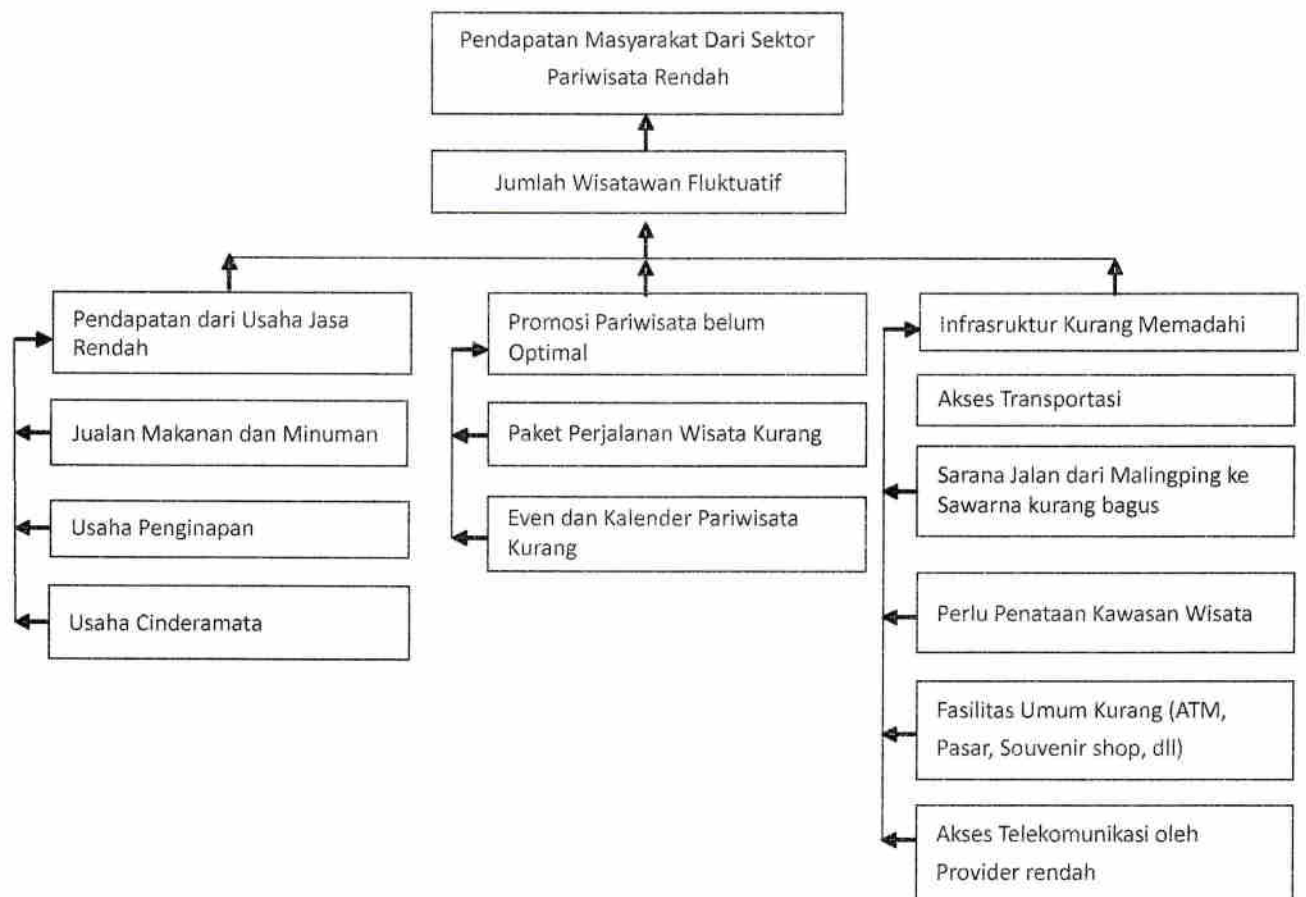 Pendapatan Masyarakat Dari Sektor
Pariwisata Rendah
Jumlah Wisatawan Fluktuatif
Pendapatan dari Usaha Jasa
Rendah
Jualan Makanan dan Minuman
Usaha Penginapan
Usaha Cinderamata
Promosi Pariwisata belum
Optimal
Paket Perjalanan Wisata Kurang
Even dan Kalender Pariwisata
Kurang
Infrasruktur Kurang Memadahi
Akses Transportasi
Sarana Jalan dari Malingping ke
Sawarna kurang bagus
Perlu Penataan Kawasan Wisata
Fasilitas Umum Kurang (ATM,
Pasar, Souvenir shop, dll)
Akses Telekomunikasi oleh
Provider rendah